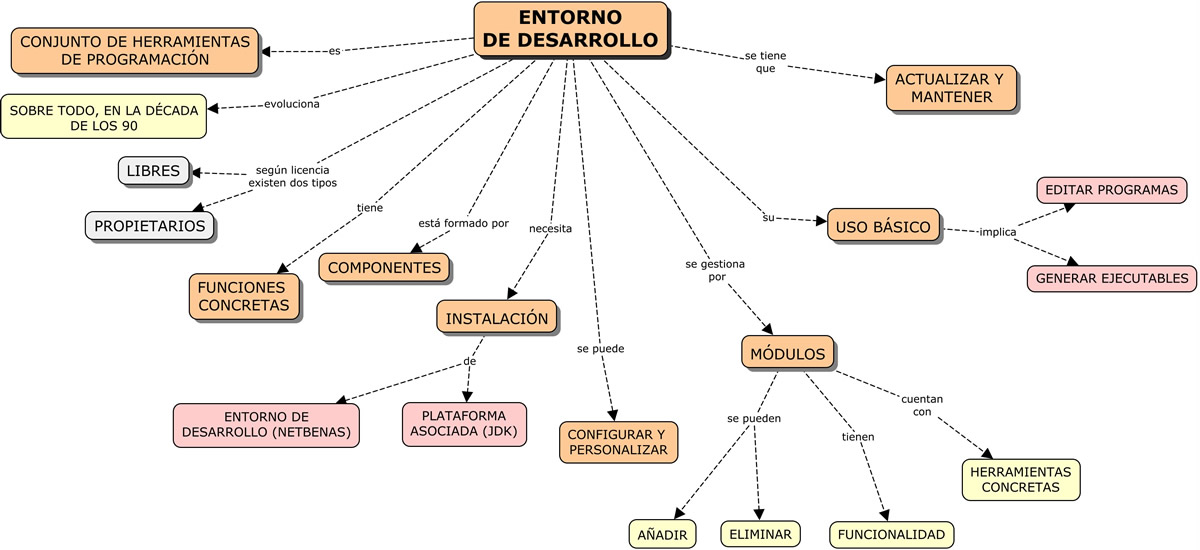 ENTORNO
DE DESARROLLO
es
CONJUNTO DE HERRAMIENTAS
DE PROGRAMACIÓN
evoluciona
SOBRE TODO, EN LA DÉCADA
DE LOS 90
según licencia
existen dos tipos
LIBRES
PROPIETARIOS
tiene
FUNCIONES
CONCRETAS
está formado por
COMPONENTES
necesita
INSTALACIÓN
de
ENTORNO DE
DESARROLLO (NETBENAS)
PLATAFORMA
ASOCIADA (JDK)
se puede
CONFIGURAR Y
PERSONALIZAR
se gestiona
por
MÓDULOS
se pueden
AÑADIR
ELIMINAR
tienen
FUNCIONALIDAD
cuentan
con
HERRAMIENTAS
CONCRETAS
su
USO BÁSICO
implica
EDITAR PROGRAMAS
GENERAR EJECUTABLES
se tiene
que
ACTUALIZAR Y
MANTENER